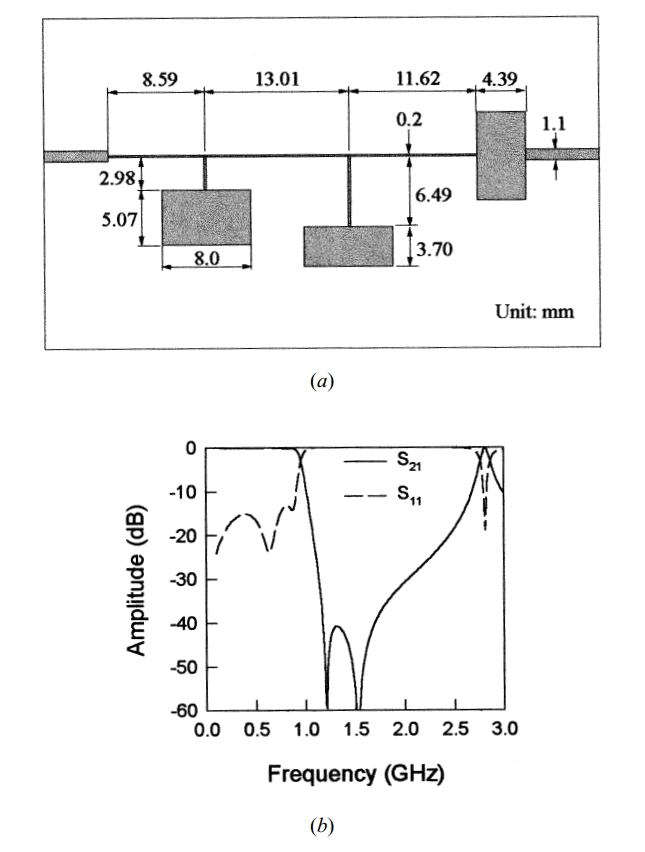 8.59 13.01 11.62 4.39
0.2 1.1
2.98
6.49
5.07
3.70
8.0
Unit: mm
(a)
0
S21
-10
S11
-20
-30
-40
-50
-60
Amplitude (dB)
0.0 0.5 1.0 1.5 2.0 2.5 3.0
Frequency (GHz)
(b)